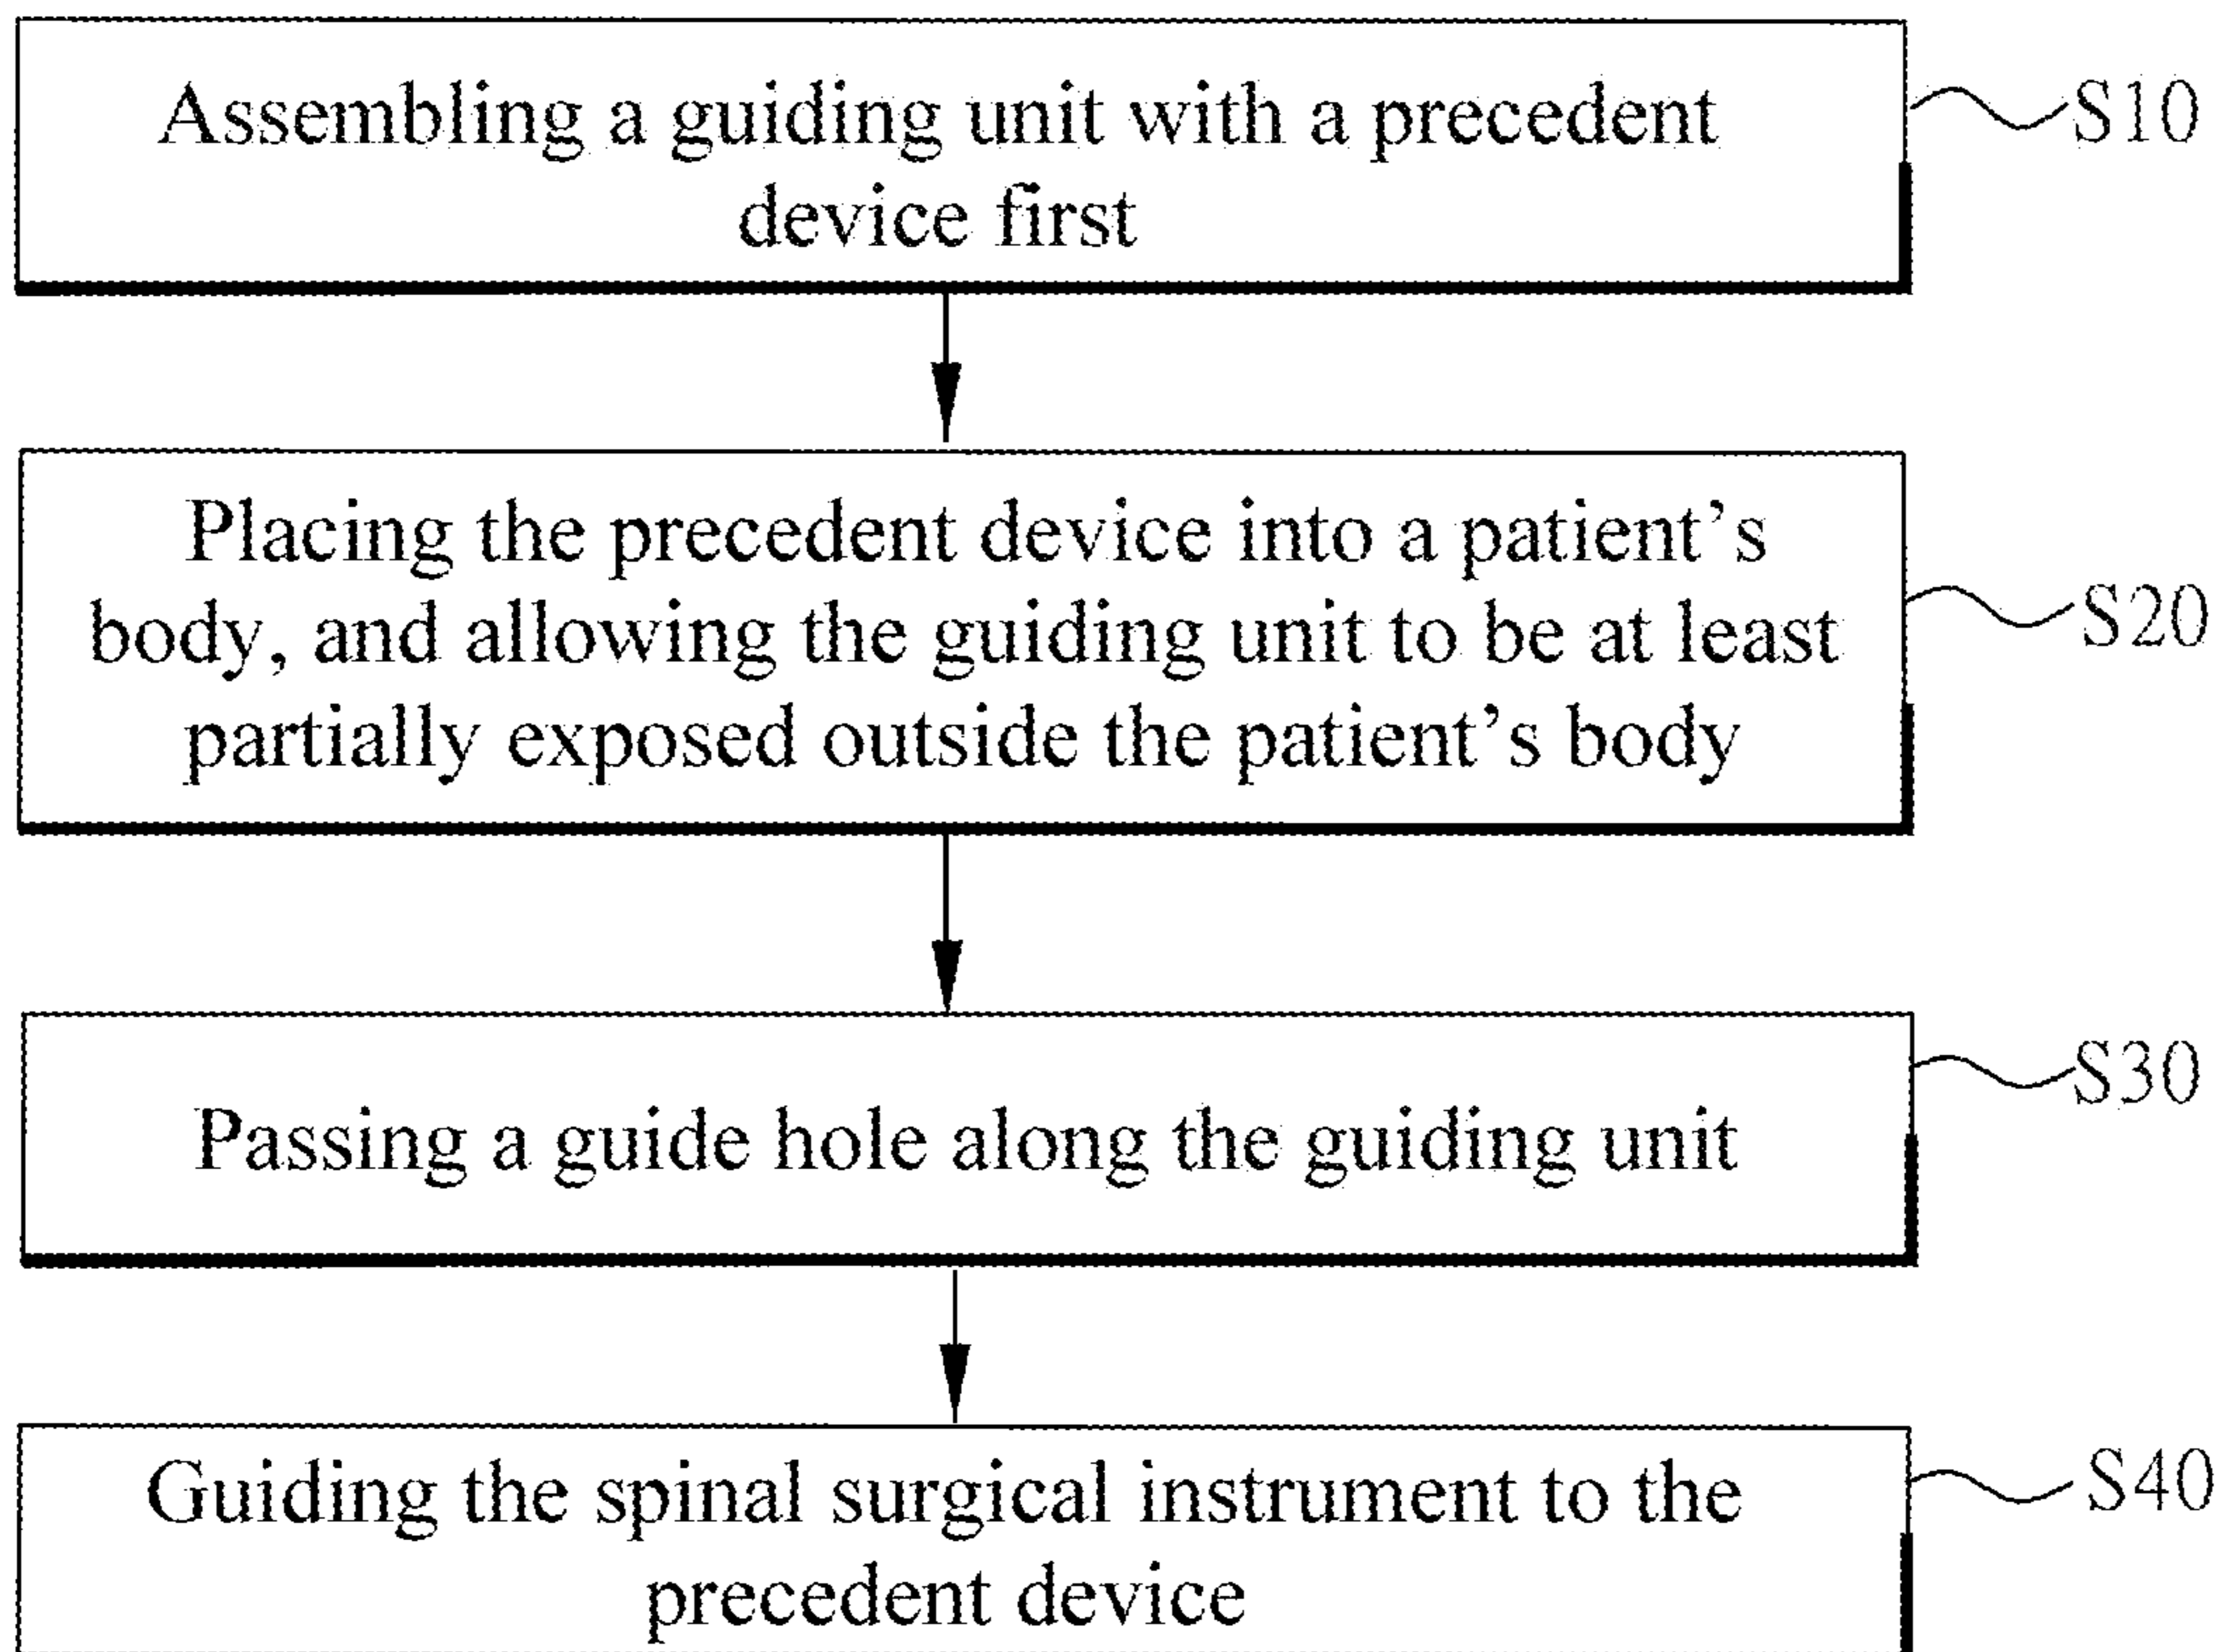 Assembling a guiding unit with a precedent
device first
S10
Placing the precedent device into a patient’s
body, and allowing the guiding unit to be at least
partially exposed outside the patient’s body
S20
Passing a guide hole along the guiding unit
S30
Guiding the spinal surgical instrument to the
precedent device
S40